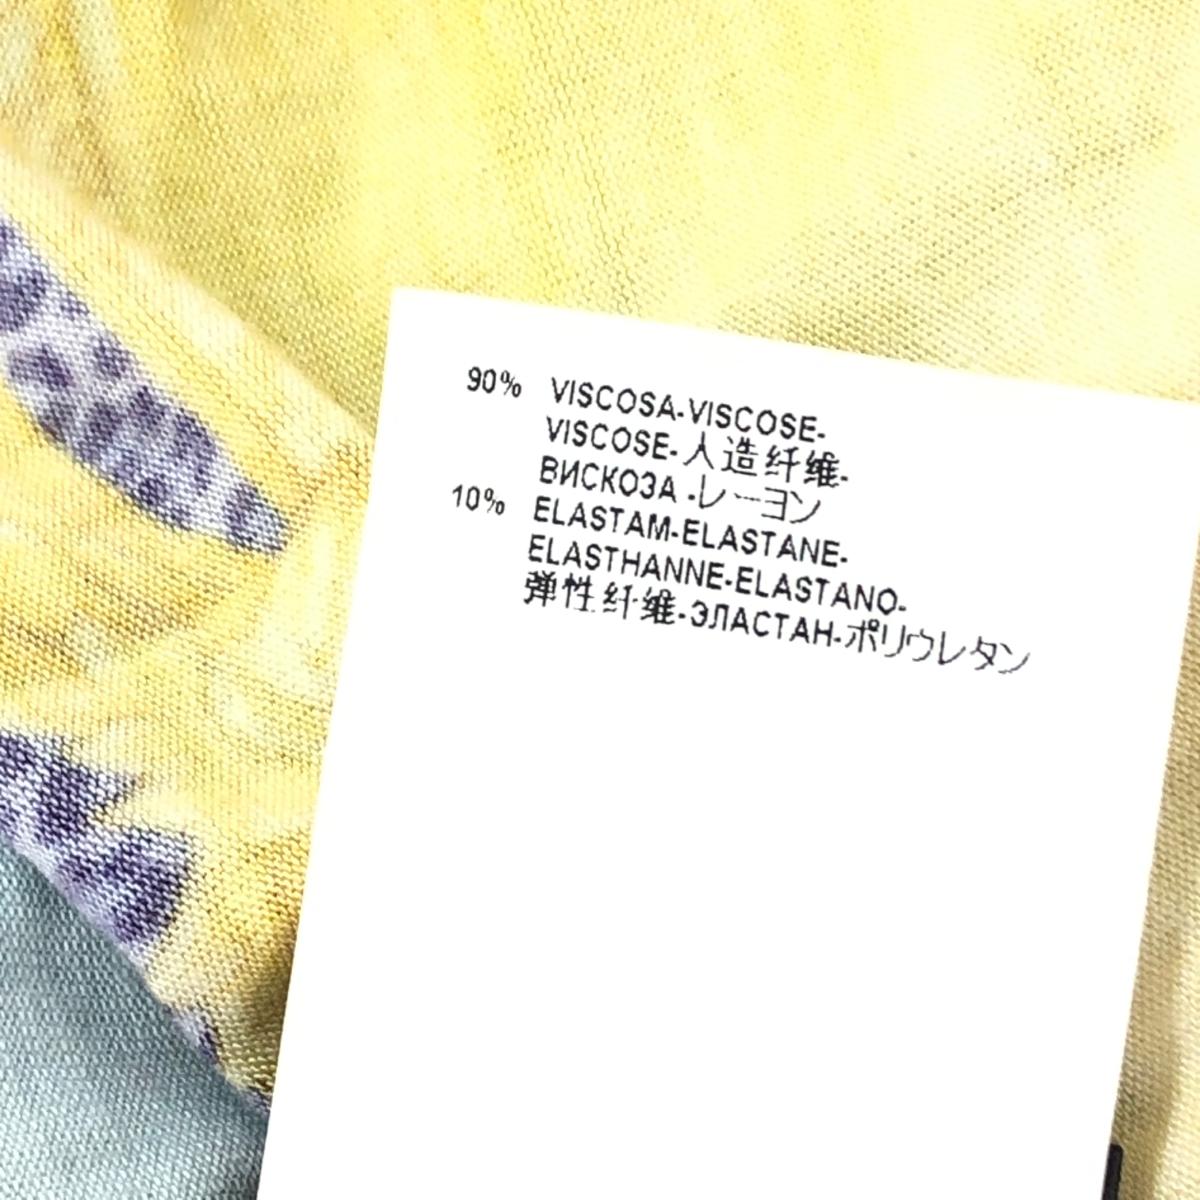 90% VISCOSA-VISCOSE-
VISCOSE-人造纤维-
ВИСКОЗА -レーヨン
10% ELASTAM-ELASTANE-
ELASTHANNE-ELASTANO-
弹性纤维-ЭЛАСТАН-ポリウレタン